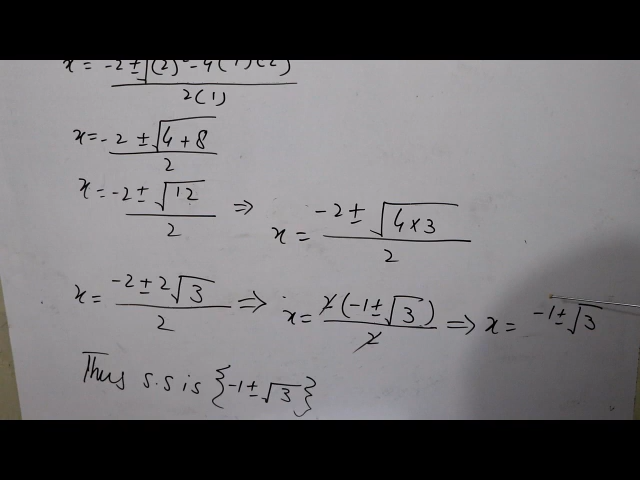 x = -2 ± √(2)² - 4(1)(2) / 2(1)
x = -2 ± √4 + 8 / 2
x = -2 ± √12 / 2 ⇒ x = -2 ± √4 × 3 / 2
x = -2 ± 2√3 / 2 ⇒ x = 2(-1 ± √3) / 2 ⇒ x = -1 ± √3
Thus s.s is {-1 ± √3}